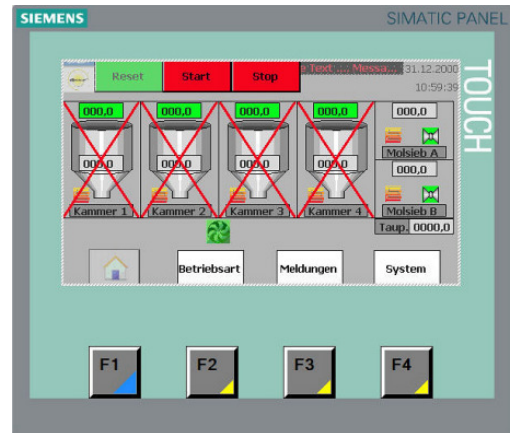 SIEMENS
SIMATIC PANEL
TOUCH
Reset
Start
Stop
e Text ... Messa...
31.12.2000
10:59:39
000,0
000,0
000,0
000,0
000,0
000,0
000,0
000,0
000,0
Molsieb A
000,0
Kammer 1
Kammer 2
Kammer 3
Kammer 4
Molsieb B
Taup.
0000,0
Betriebsart
Meldungen
System
F1
F2
F3
F4